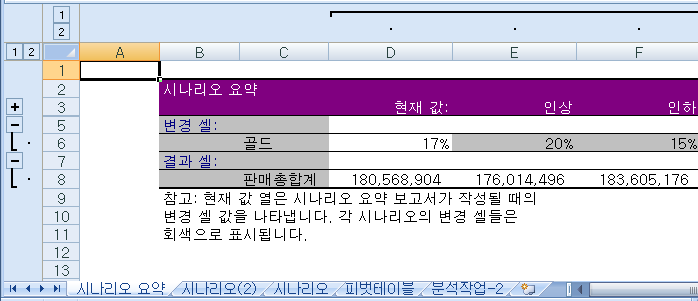 1
2
1 2 A B C D E F
1
2 시나리오 요약
3 현재 값: 인상 인하
5 변경 셀:
6 골드 17% 20% 15%
7 결과 셀:
8 판매총합계 180,568,904 176,014,496 183,605,176
9 참고: 현재 값 열은 시나리오 요약 보고서가 작성될 때의
10 변경 셀 값을 나타냅니다. 각 시나리오의 변경 셀들은
11 회색으로 표시됩니다.
12
13
시나리오 요약 시나리오(2) 시나리오 피벗테이블 분석작업-2